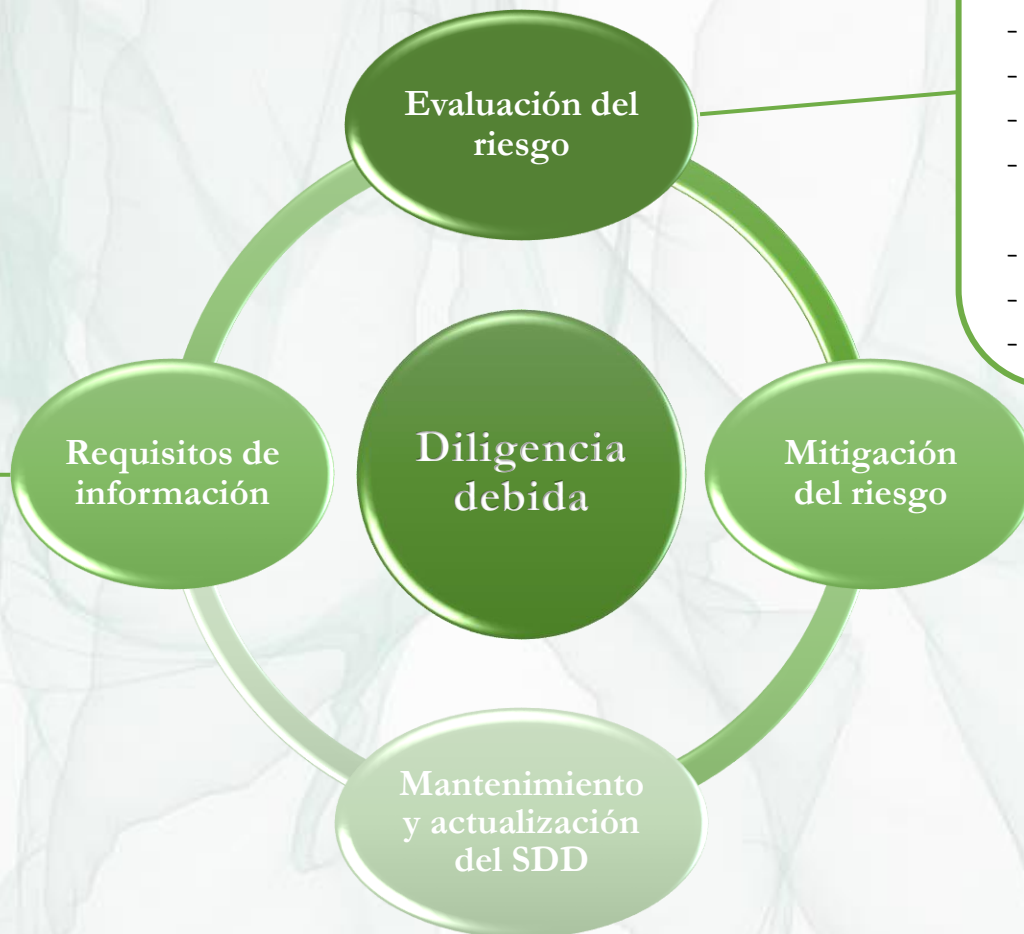 Evaluación del
riesgo
Requisitos de
información
Diligencia
debida
Mitigación
del riesgo
Mantenimiento
y actualización
del SDD
-
-
-
-
-
-
-